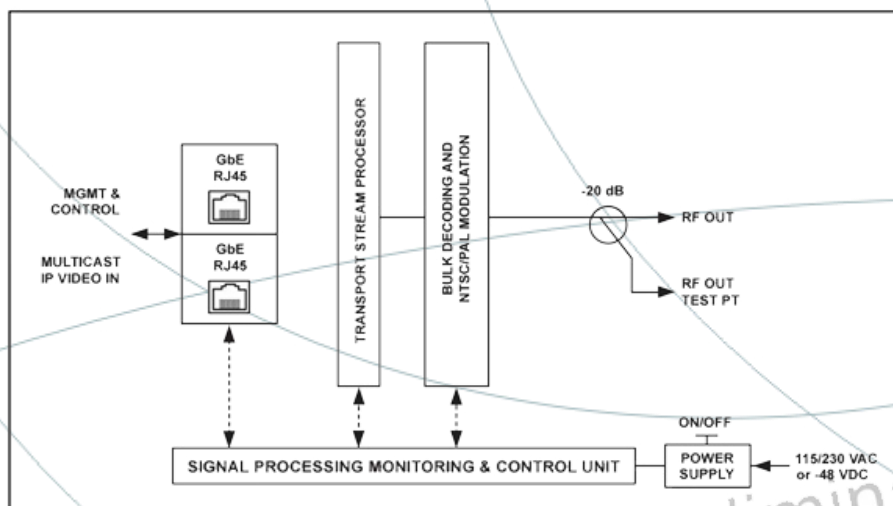 GbE
RJ45
MGMT &
CONTROL
GbE
RJ45
MULTICAST
IP VIDEO IN
TRANSPORT STREAM PROCESSOR
BULK DECODING AND
NTSC/PAL MODULATION
-20 dB
RF OUT
RF OUT
TEST PT
ON/OFF
SIGNAL PROCESSING MONITORING & CONTROL UNIT
POWER
SUPPLY
115/230 VAC
or -48 VDC